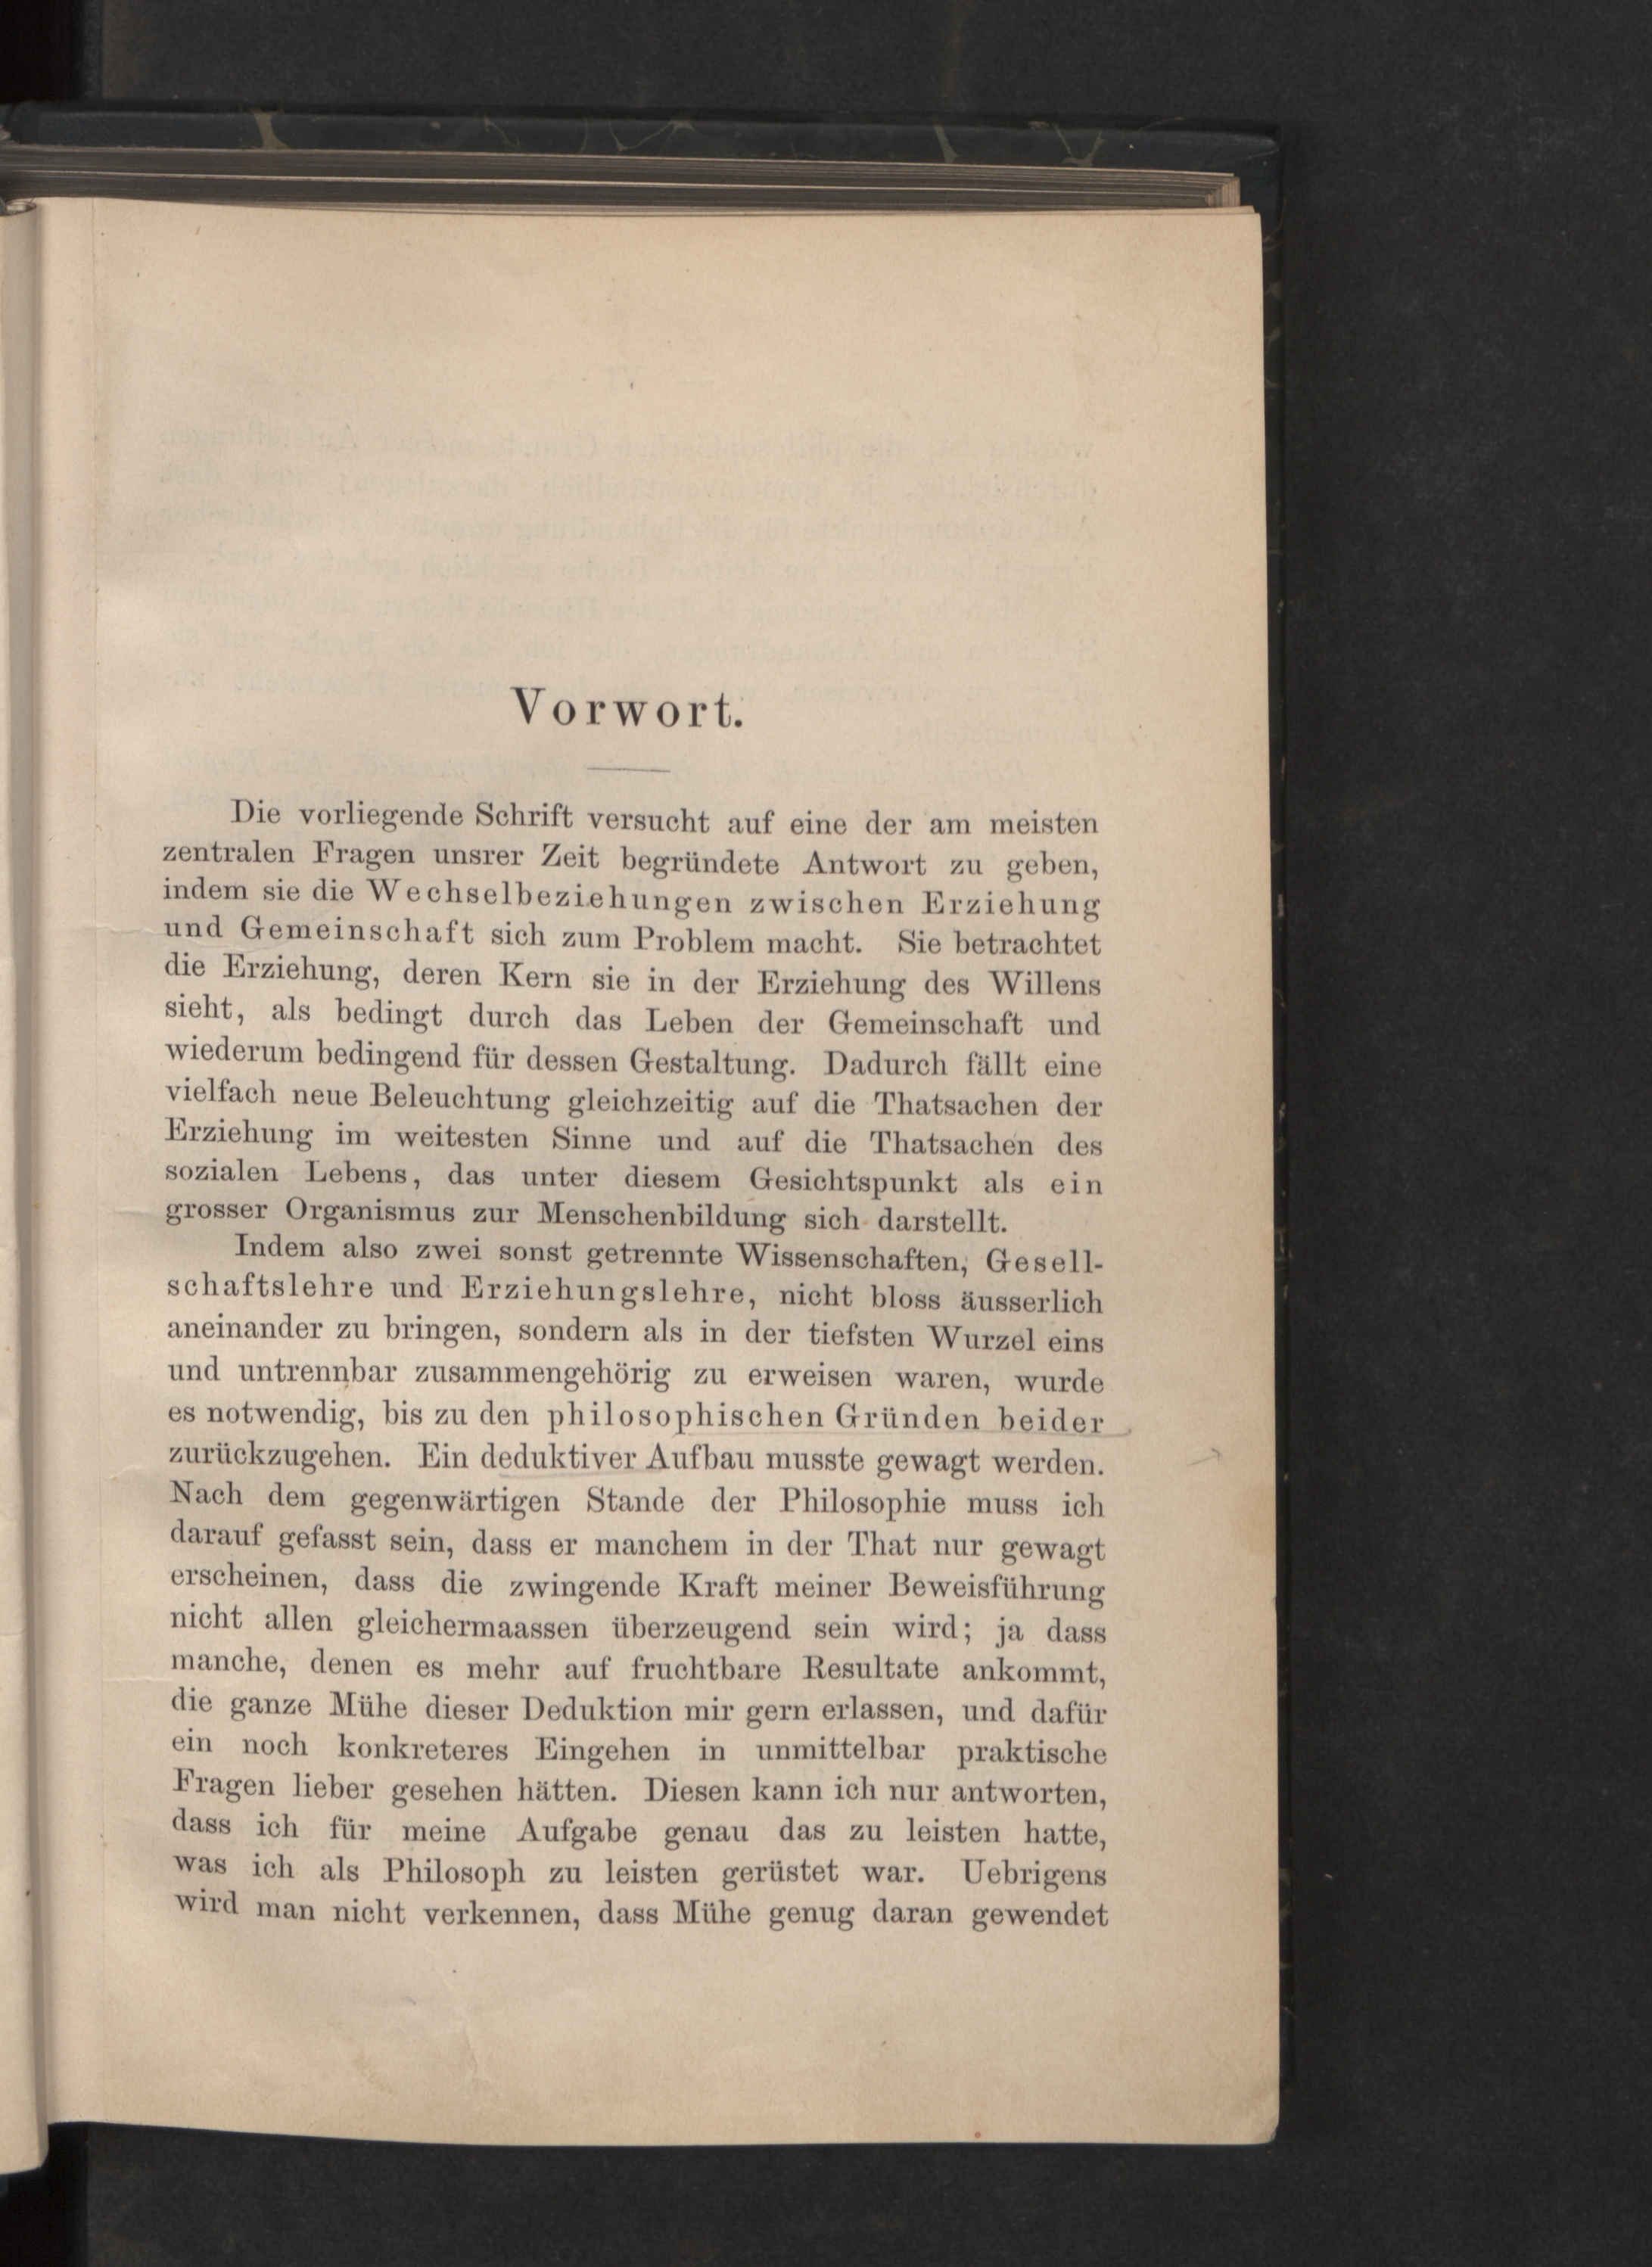 Vorwort.
Die vorliegende Schrift versucht auf eine der am meisten
zentralen Fragen unsrer Zeit begründete Antwort zu geben,
indem sie die Wechselbeziehungen zwischen Erziehung
und Gemeinschaft sich zum Problem macht. Sie betrachtet
die Erziehung, deren Kern sie in der Erziehung des Willens
sieht, als bedingt durch das Leben der Gemeinschaft und
wiederum bedingend für dessen Gestaltung. Dadurch fällt eine
vielfach neue Beleuchtung gleichzeitig auf die Thatsachen der
Erziehung im weitesten Sinne und auf die Thatsachen des
sozialen Lebens, das unter diesem Gesichtspunkt als ein
grosser Organismus zur Menschenbildung sich darstellt.
Indem also zwei sonst getrennte Wissenschaften, Gesell-
schaftslehre und Erziehungslehre, nicht bloss äusserlich
aneinander zu bringen, sondern als in der tiefsten Wurzel eins
und untrennbar zusammengehörig zu erweisen waren, wurde
es notwendig, bis zu den philosophischen Gründen beider
zurückzugehen. Ein deduktiver Aufbau musste gewagt werden.
Nach dem gegenwärtigen Stande der Philosophie muss ich
darauf gefasst sein, dass er manchem in der That nur gewagt
erscheinen, dass die zwingende Kraft meiner Beweisführung
nicht allen gleichermaassen überzeugend sein wird; ja dass
manche, denen es mehr auf fruchtbare Resultate ankommt,
die ganze Mühe dieser Deduktion mir gern erlassen, und dafür
ein noch konkreteres Eingehen in unmittelbar praktische
Fragen lieber gesehen hätten. Diesen kann ich nur antworten,
dass ich für meine Aufgabe genau das zu leisten hatte,
was ich als Philosoph zu leisten gerüstet war. Uebrigens
wird man nicht verkennen, dass Mühe genug daran gewendet